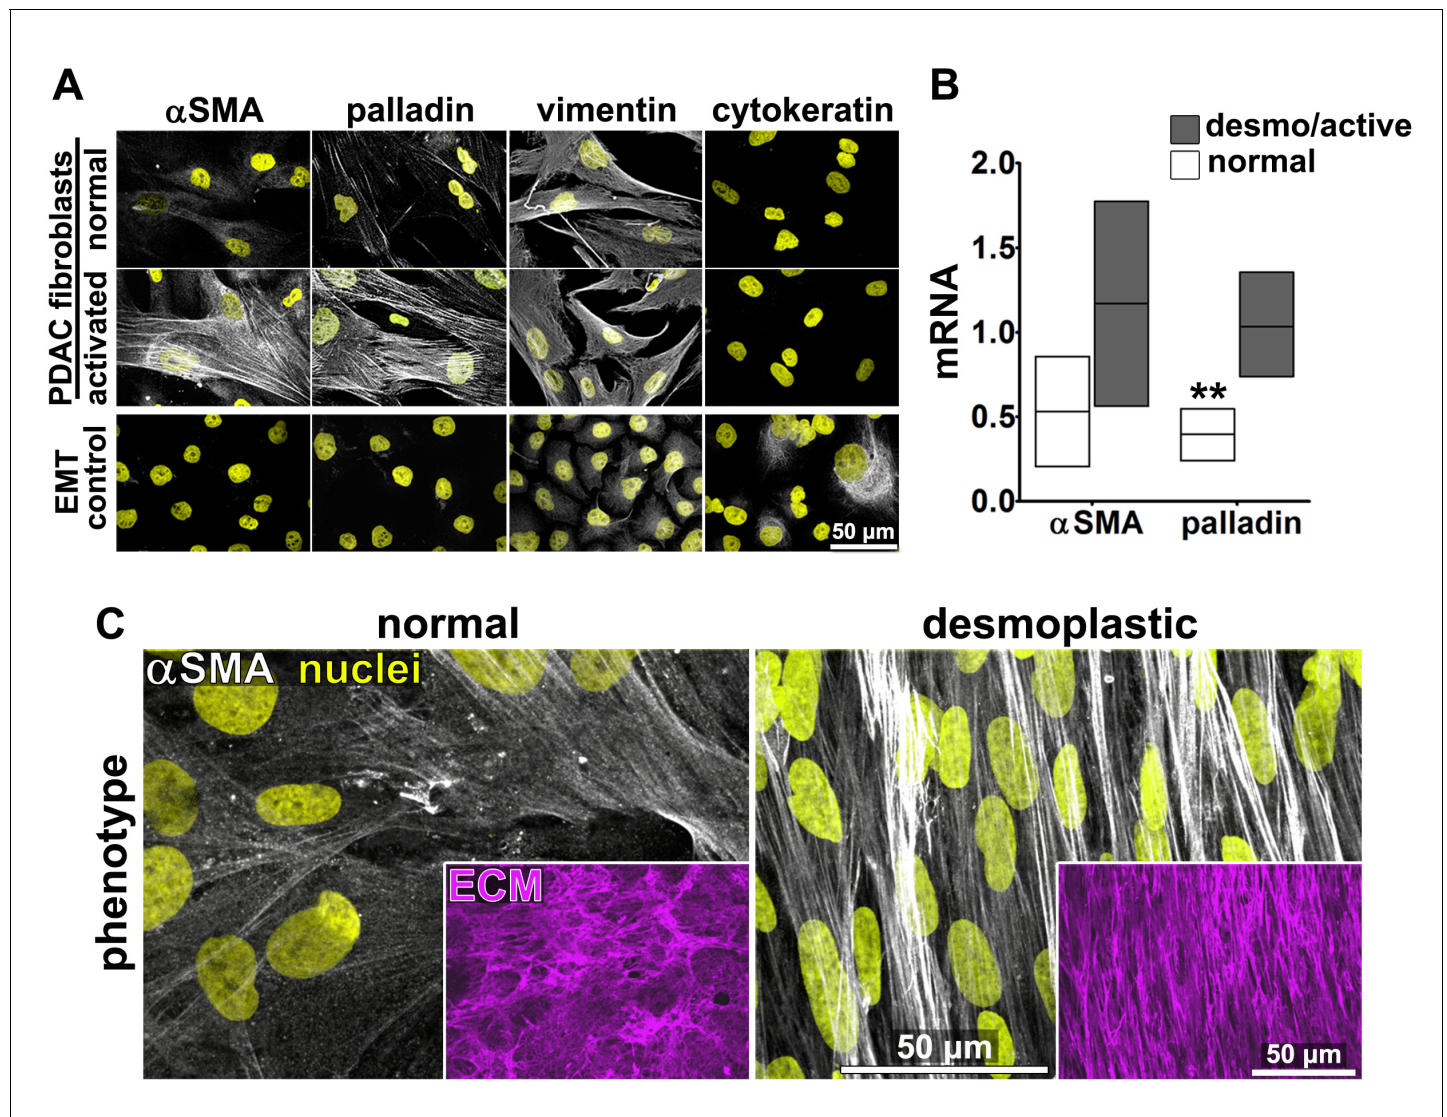 A
αSMA
palladin
vimentin
cytokeratin
PDAC fibroblasts
normal
activated
EMT
control
50 µm
B
desmo/active
normal
mRNA
2.0
1.5
1.0
0.5
0.0
**
αSMA
palladin
C
normal
desmoplastic
phenotype
αSMA nuclei
ECM
50 µm
50 µm